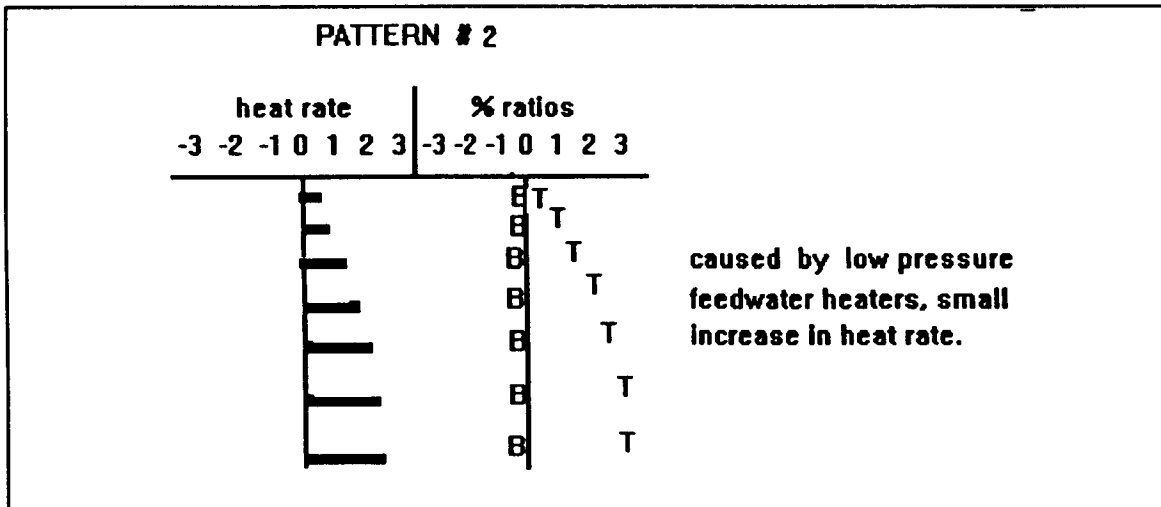 PATTERN # 2
heat rate
% ratios
-3 -2 -1 0 1 2 3
-3 -2 -1 0 1 2 3
B T
B T
B T
B T
B T
B T
B T
caused by low pressure
feedwater heaters, small
increase in heat rate.